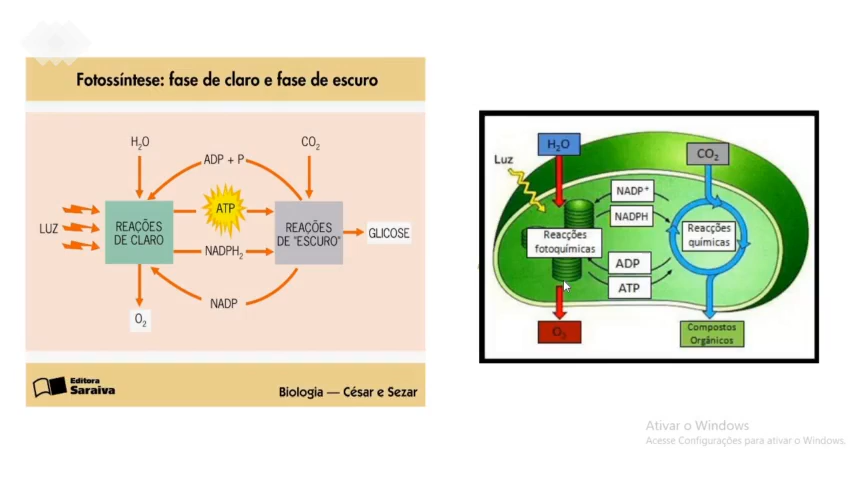 Fotossíntese: fase de claro e fase de escuro
H₂O
CO₂
ADP + P
LUZ
REAÇÕES
DE CLARO
ATP
REAÇÕES
DE "ESCURO"
GLICOSE
NADPH₂
NADP
O₂
Editora
Saraiva
Biologia — César e Sezar
H₂O
CO₂
Luz
NADP⁺
NADPH
Reacções
fotoquímicas
Reacções
químicas
ADP
ATP
O₂
Compostos
Orgânicos
Ativar o Windows
Acesse Configurações para ativar o Windows.